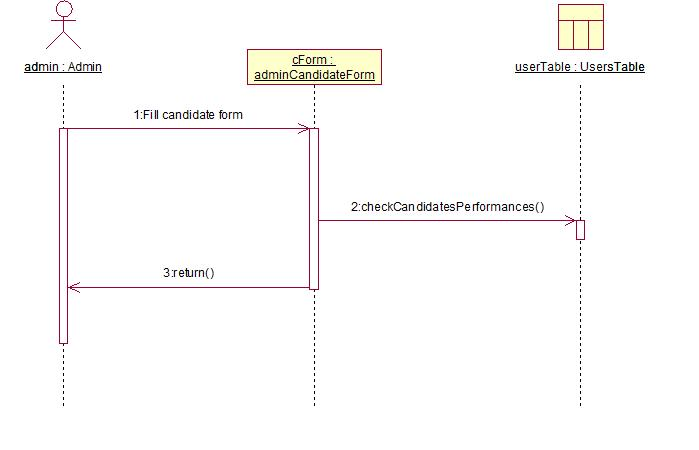 admin : Admin
cForm :
adminCandidateForm
userTable : UsersTable
1:Fill candidate form
2:checkCandidatesPerformances()
3:return()